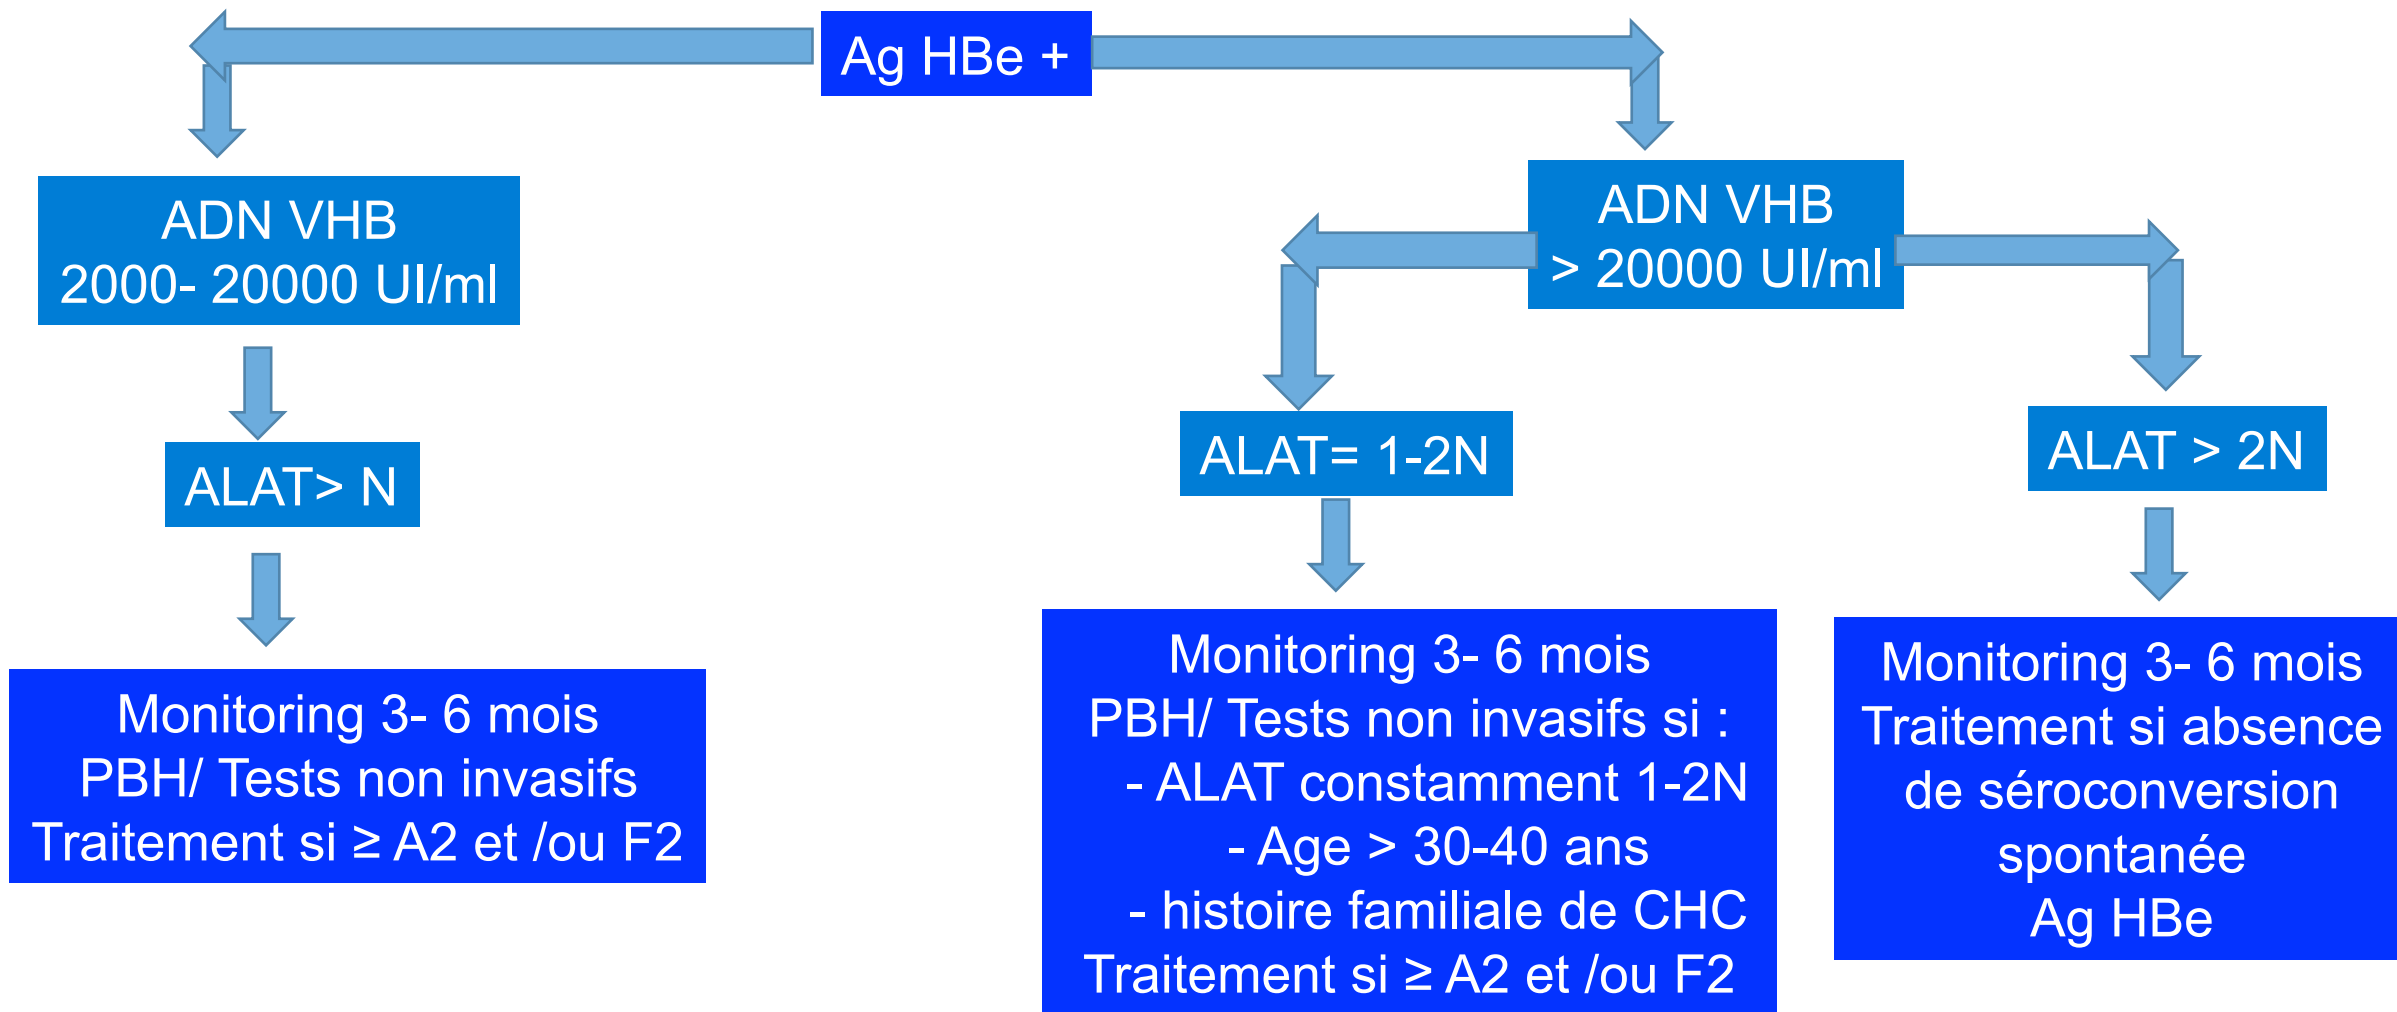 Ag HBe +
ADN VHB
2000- 20000 UI/ml
ADN VHB
> 20000 UI/ml
ALAT> N
ALAT= 1-2N
ALAT > 2N
Monitoring 3- 6 mois
PBH/ Tests non invasifs
Traitement si ≥ A2 et /ou F2
Monitoring 3- 6 mois
PBH/ Tests non invasifs si :
- ALAT constamment 1-2N
- Age > 30-40 ans
- histoire familiale de CHC
Traitement si ≥ A2 et /ou F2
Monitoring 3- 6 mois
Traitement si absence
de séroconversion
spontanée
Ag HBe